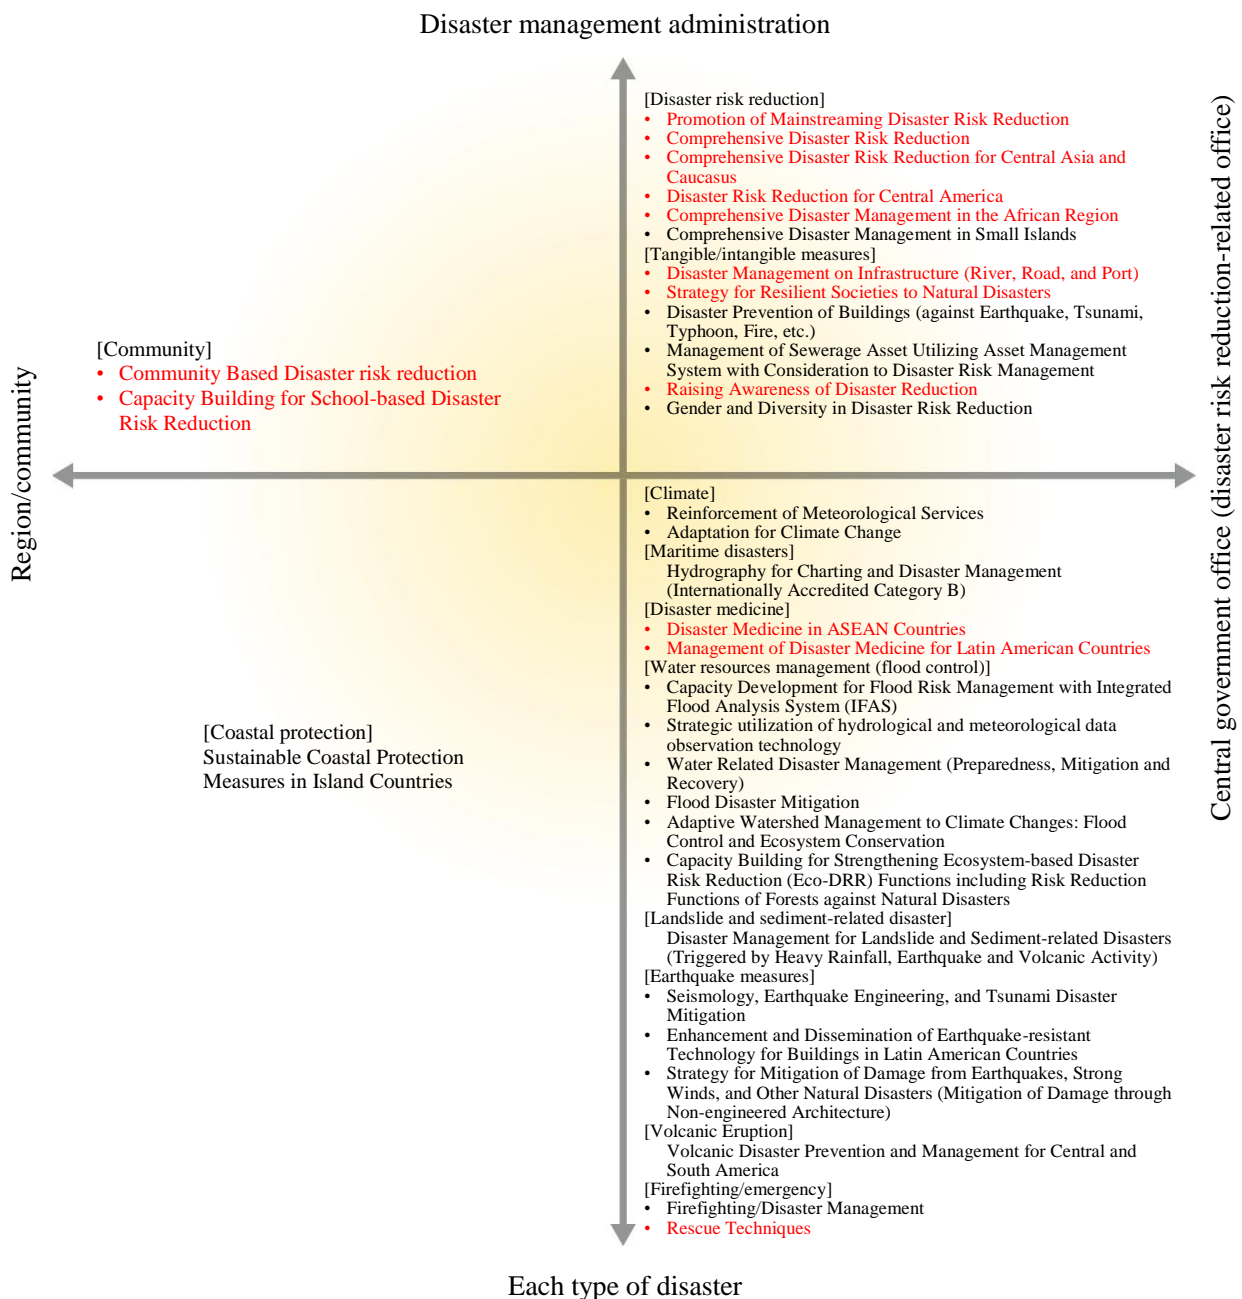 Disaster management administration
[Disaster risk reduction]
• Promotion of Mainstreaming Disaster Risk Reduction
• Comprehensive Disaster Risk Reduction
• Comprehensive Disaster Risk Reduction for Central Asia and
Caucasus
• Disaster Risk Reduction for Central America
• Comprehensive Disaster Management in the African Region
• Comprehensive Disaster Management in Small Islands
[Tangible/intangible measures]
• Disaster Management on Infrastructure (River, Road, and Port)
• Strategy for Resilient Societies to Natural Disasters
• Disaster Prevention of Buildings (against Earthquake, Tsunami,
Typhoon, Fire, etc.)
• Management of Sewerage Asset Utilizing Asset Management
System with Consideration to Disaster Risk Management
• Raising Awareness of Disaster Reduction
• Gender and Diversity in Disaster Risk Reduction
[Community]
• Community Based Disaster risk reduction
• Capacity Building for School-based Disaster
Risk Reduction
Region/community
Central government office (disaster risk reduction-related office)
[Climate]
• Reinforcement of Meteorological Services
• Adaptation for Climate Change
[Maritime disasters]
Hydrography for Charting and Disaster Management
(Internationally Accredited Category B)
[Disaster medicine]
• Disaster Medicine in ASEAN Countries
• Management of Disaster Medicine for Latin American Countries
[Water resources management (flood control)]
• Capacity Development for Flood Risk Management with Integrated
Flood Analysis System (IFAS)
• Strategic utilization of hydrological and meteorological data
observation technology
• Water Related Disaster Management (Preparedness, Mitigation and
Recovery)
• Flood Disaster Mitigation
• Adaptive Watershed Management to Climate Changes: Flood
Control and Ecosystem Conservation
• Capacity Building for Strengthening Ecosystem-based Disaster
Risk Reduction (Eco-DRR) Functions including Risk Reduction
Functions of Forests against Natural Disasters
[Landslide and sediment-related disaster]
Disaster Management for Landslide and Sediment-related Disasters
(Triggered by Heavy Rainfall, Earthquake and Volcanic Activity)
[Earthquake measures]
• Seismology, Earthquake Engineering, and Tsunami Disaster
Mitigation
• Enhancement and Dissemination of Earthquake-resistant
Technology for Buildings in Latin American Countries
• Strategy for Mitigation of Damage from Earthquakes, Strong
Winds, and Other Natural Disasters (Mitigation of Damage through
Non-engineered Architecture)
[Volcanic Eruption]
Volcanic Disaster Prevention and Management for Central and
South America
[Firefighting/emergency]
• Firefighting/Disaster Management
• Rescue Techniques
[Coastal protection]
Sustainable Coastal Protection
Measures in Island Countries
Each type of disaster